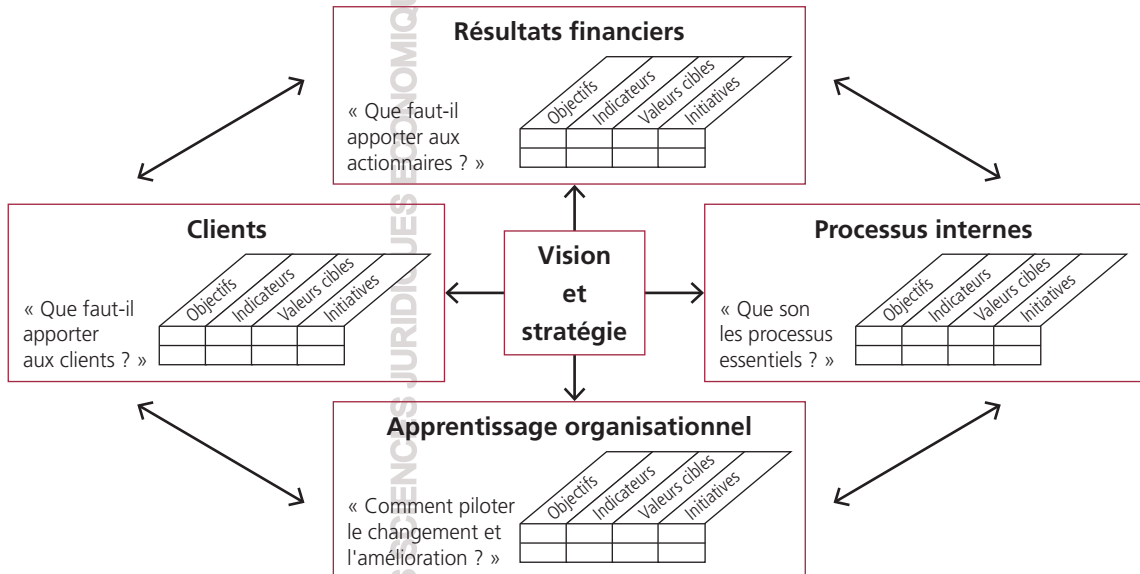 Résultats financiers
Objectifs
Indicateurs
Valeurs cibles
Initiatives
« Que faut-il
apporter aux
actionnaires ? »
Clients
Objectifs
Indicateurs
Valeurs cibles
Initiatives
« Que faut-il
apporter
aux clients ? »
Vision
et
stratégie
Processus internes
Objectifs
Indicateurs
Valeurs cibles
Initiatives
« Que son
les processus
essentiels ? »
Apprentissage organisationnel
Objectifs
Indicateurs
Valeurs cibles
Initiatives
« Comment piloter
le changement et
l'amélioration ? »
SCIENCES JURIDIQUES